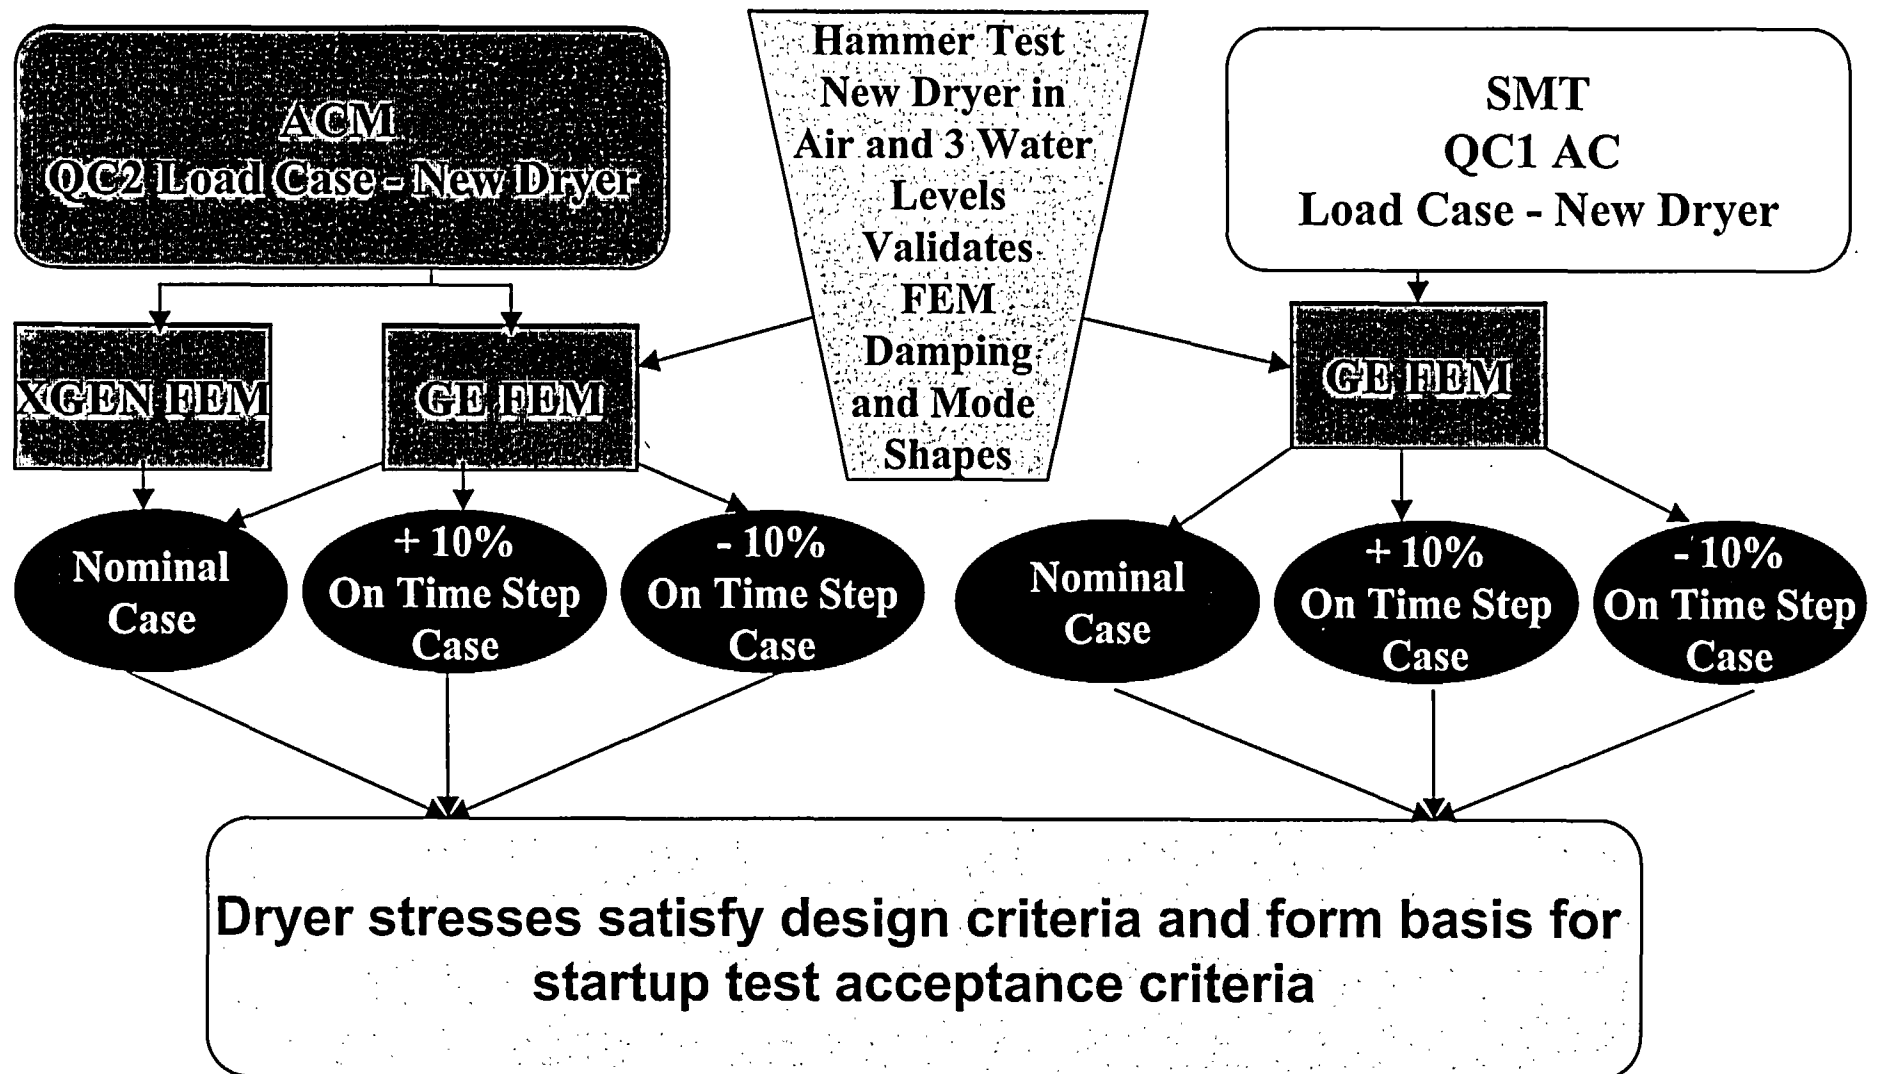 ACM
QC2 Load Case - New Dryer
Hammer Test
New Dryer in
Air and 3 Water
Levels
Validates
FEM
Damping
and Mode
Shapes
SMT
QC1 AC
Load Case - New Dryer
XGEN FEM
GE FEM
GE FEM
Nominal
Case
+ 10%
On Time Step
Case
- 10%
On Time Step
Case
Nominal
Case
+ 10%
On Time Step
Case
- 10%
On Time Step
Case
Dryer stresses satisfy design criteria and form basis for
startup test acceptance criteria